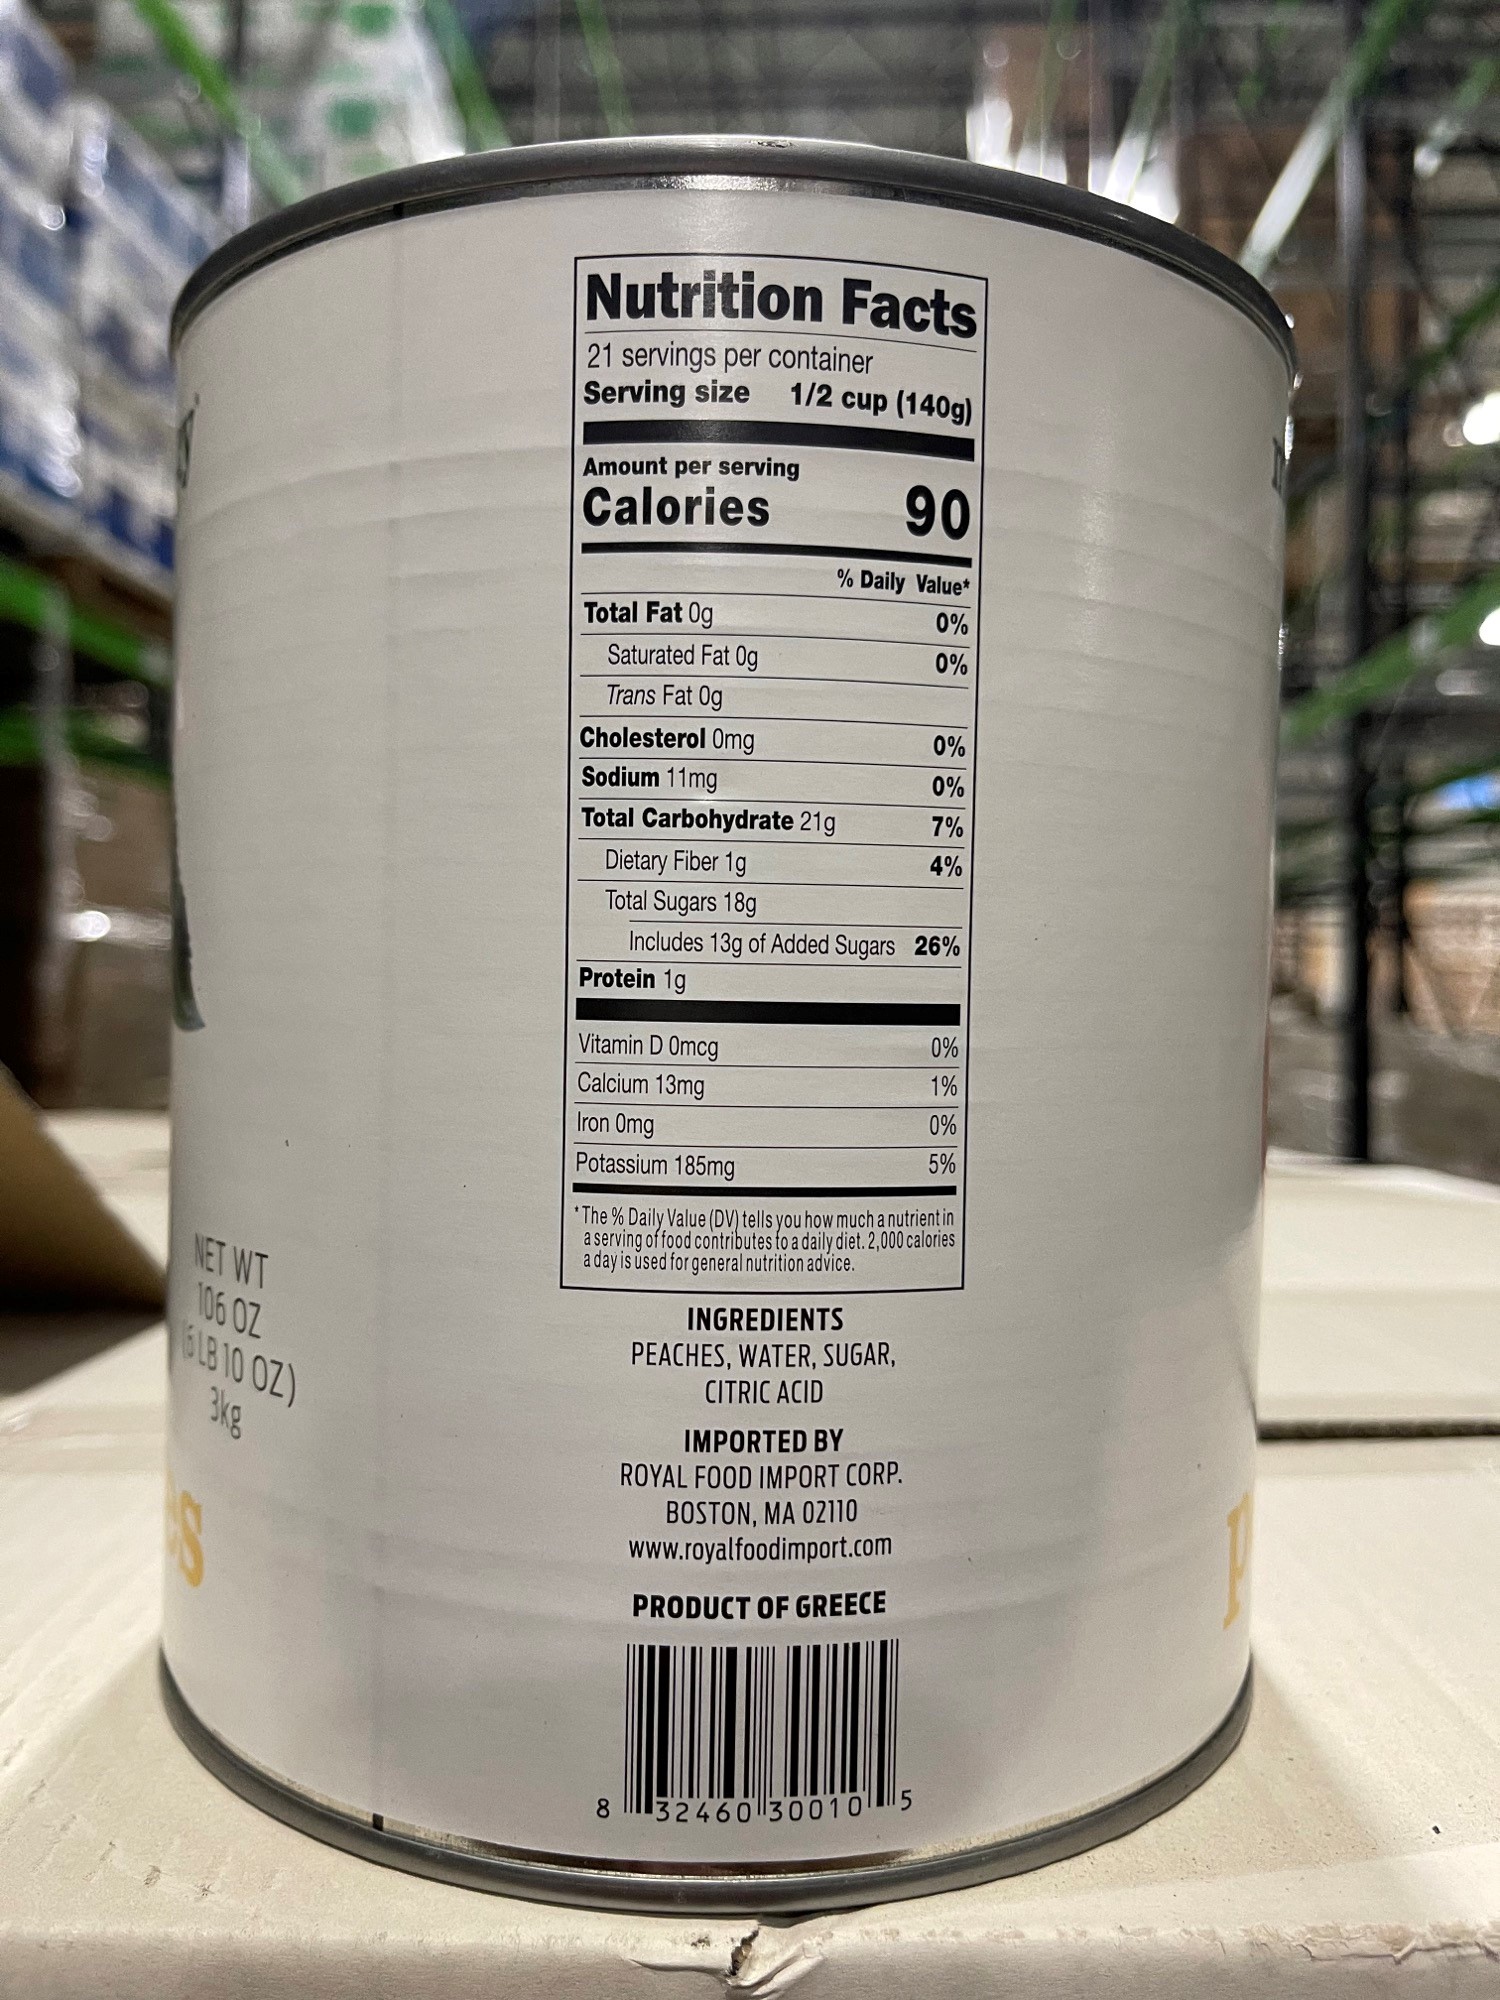 Nutrition Facts
21 servings per container
Serving size 1/2 cup (140g)
Amount per serving
Calories 90
% Daily Value*
Total Fat 0g 0%
Saturated Fat 0g 0%
Trans Fat 0g
Cholesterol 0mg 0%
Sodium 11mg 0%
Total Carbohydrate 21g 7%
Dietary Fiber 1g 4%
Total Sugars 18g
Includes 13g of Added Sugars 26%
Protein 1g
Vitamin D 0mcg 0%
Calcium 13mg 1%
Iron 0mg 0%
Potassium 185mg 5%
*The % Daily Value (DV) tells you how much a nutrient in
a serving of food contributes to a daily diet. 2,000 calories
a day is used for general nutrition advice.
INGREDIENTS
PEACHES, WATER, SUGAR,
CITRIC ACID
IMPORTED BY
ROYAL FOOD IMPORT CORP.
BOSTON, MA 02110
www.royalfoodimport.com
PRODUCT OF GREECE
8 32460 30010 5
NET WT
106 OZ
(6 LB 10 OZ)
3kg